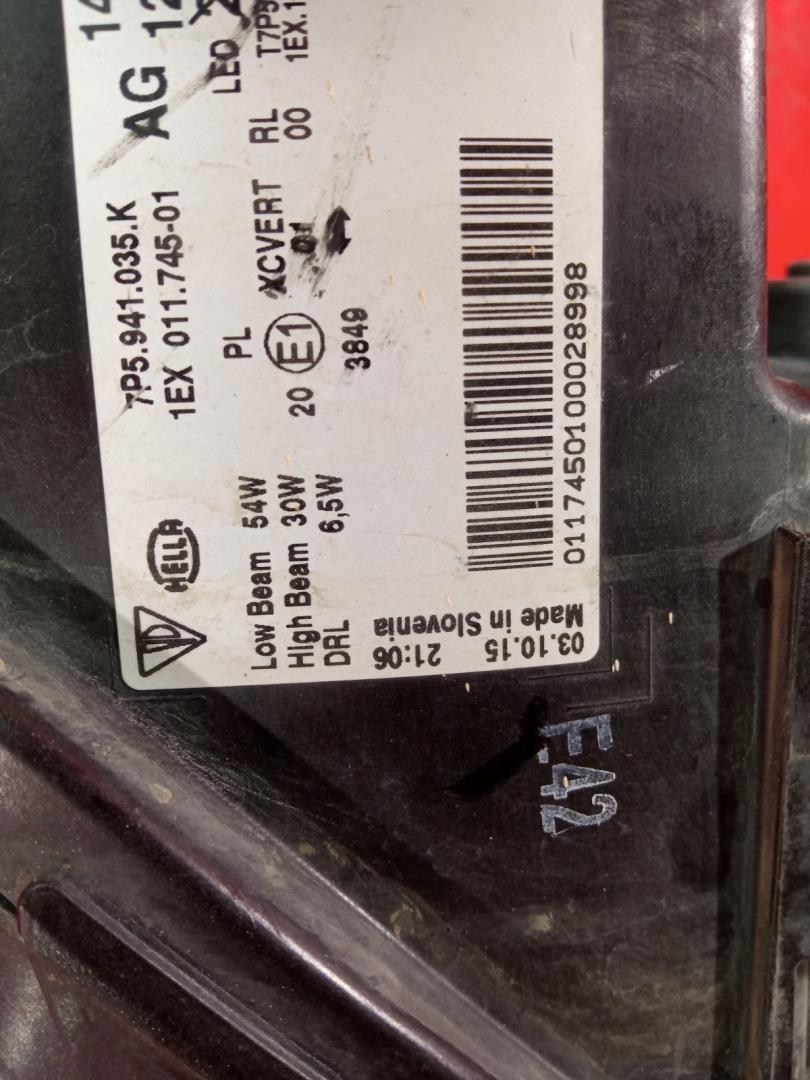 HELLA
7P5.941.035.K
1EX 011.745-01
AG
Low Beam 54W
High Beam 30W
DRL 6,5W
PL
20 E1
3849
XCVERT
01
RL
00
LED
T7P5
1EX.1
01174501000028998
03.10.15 21:06
Made in Slovenia
F42